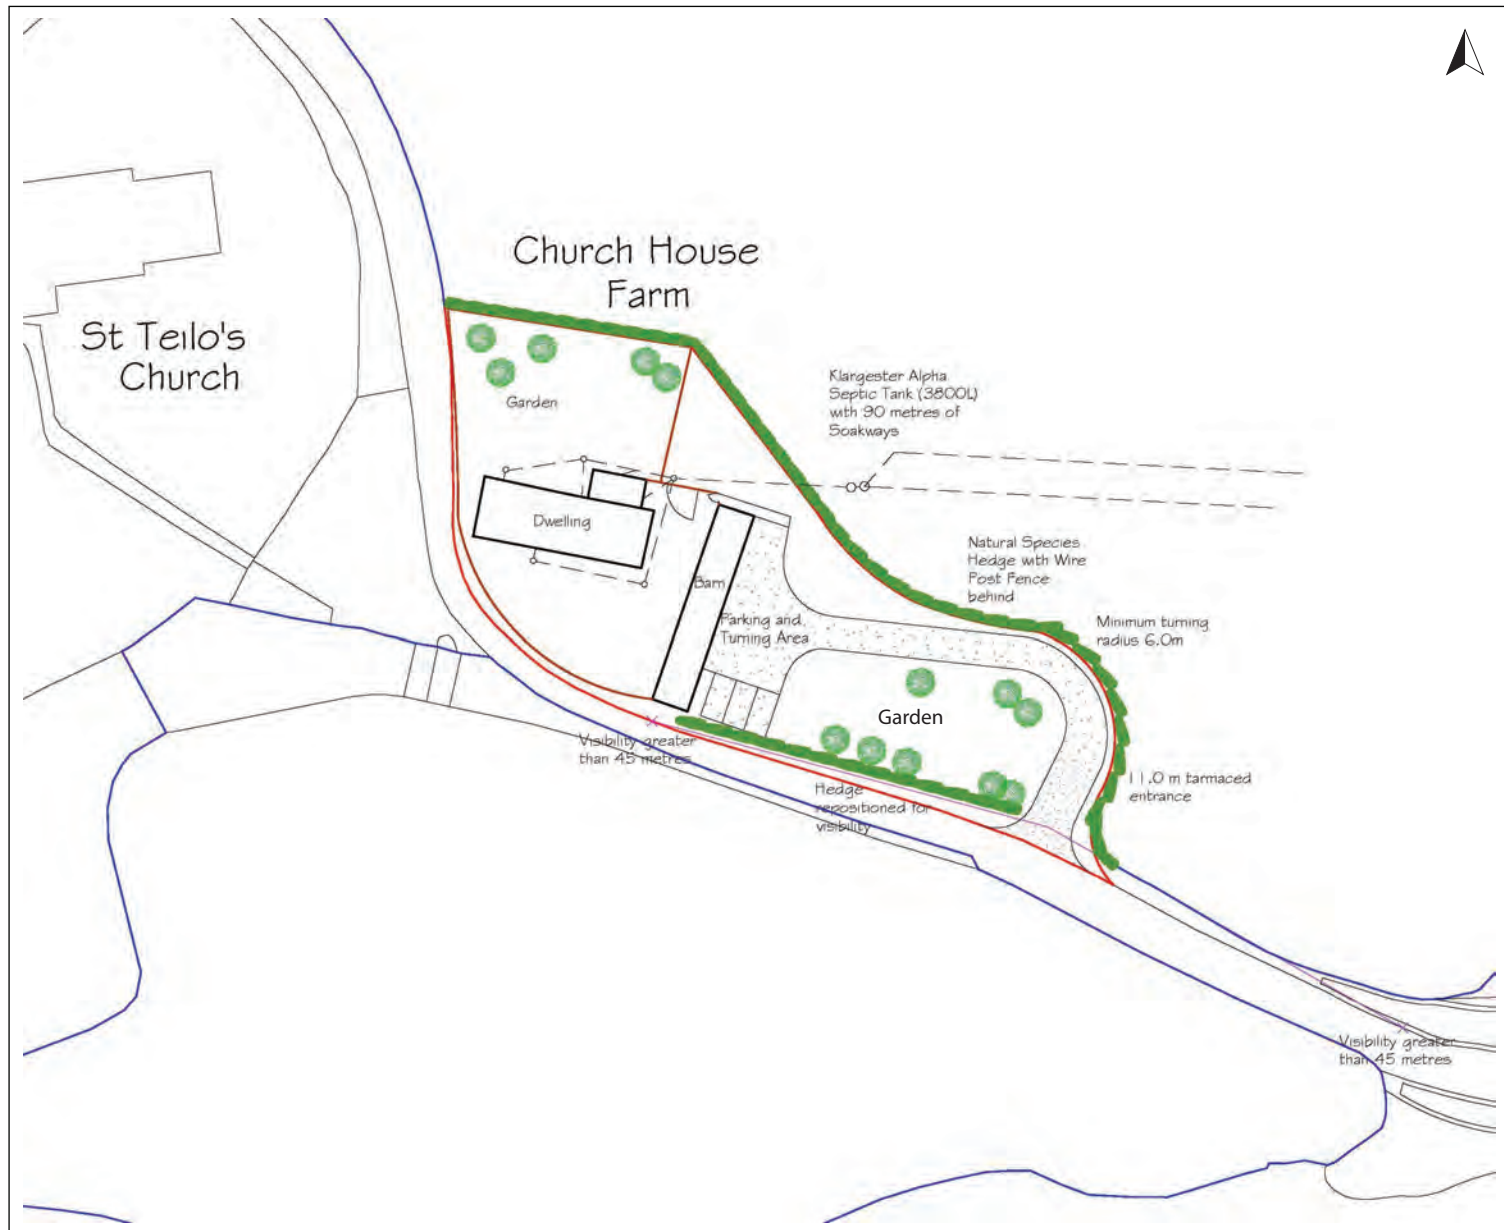 Church House
Farm
St Teilo's
Church
Klargester Alpha
Septic Tank (3800L)
with 90 metres of
Soakways
Garden
Dwelling
Natural Species
Hedge with Wire
Post Fence
behind
Barn
Parking and
Turning Area
Minimum turning
radius 6.0m
Garden
Visibility greater
than 45 metres
11.0 m tarmaced
entrance
Hedge
repositioned for
visibility
Visibility greater
than 45 metres